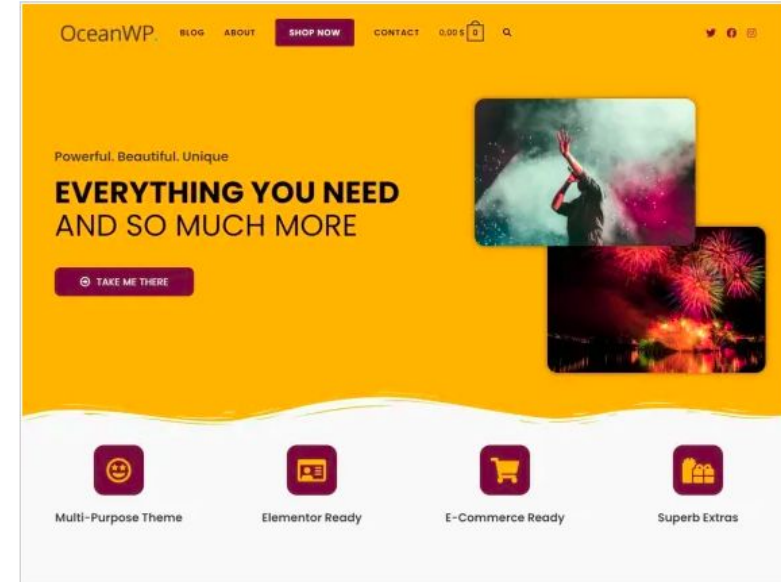 OceanWP.
BLOG ABOUT SHOP NOW CONTACT 0,00 $ 0
Powerful. Beautiful. Unique
EVERYTHING YOU NEED
AND SO MUCH MORE
TAKE ME THERE
Multi-Purpose Theme
Elementor Ready
E-Commerce Ready
Superb Extras